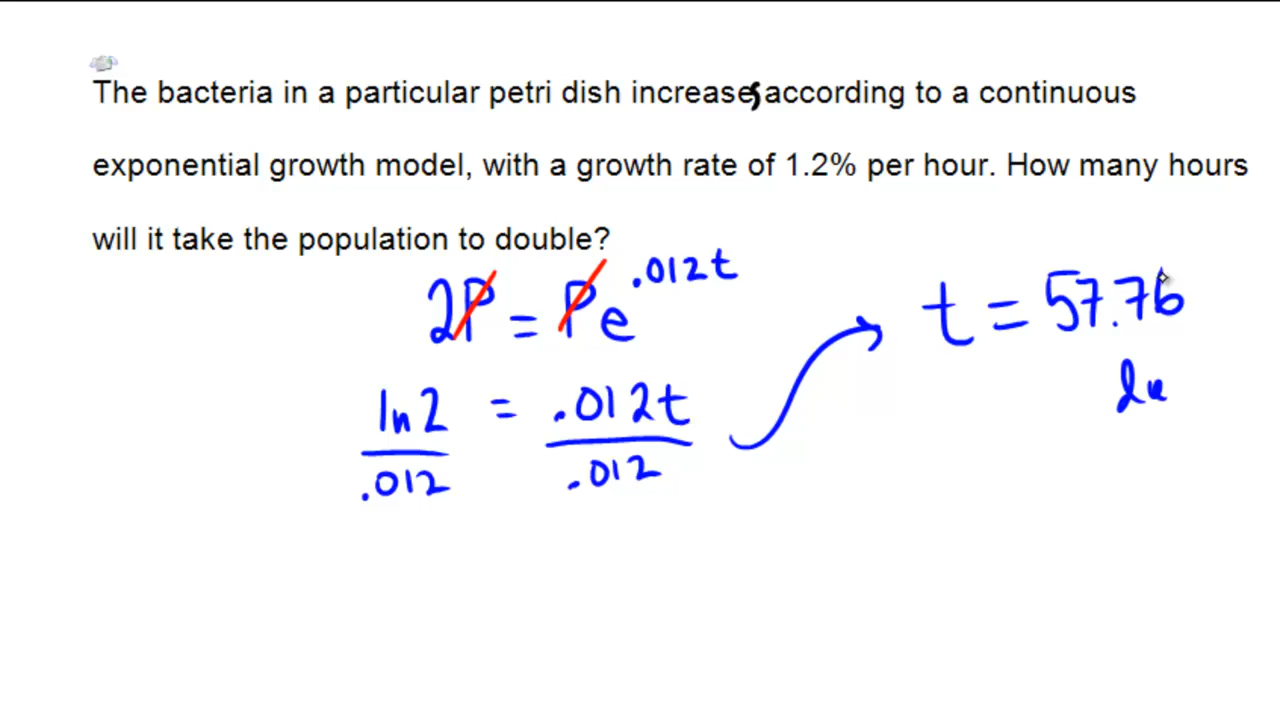 The bacteria in a particular petri dish increases according to a continuous
exponential growth model, with a growth rate of 1.2% per hour. How many hours
will it take the population to double?
2P = Pe^.012t
t = 57.76
ln2 = .012t
.012 .012